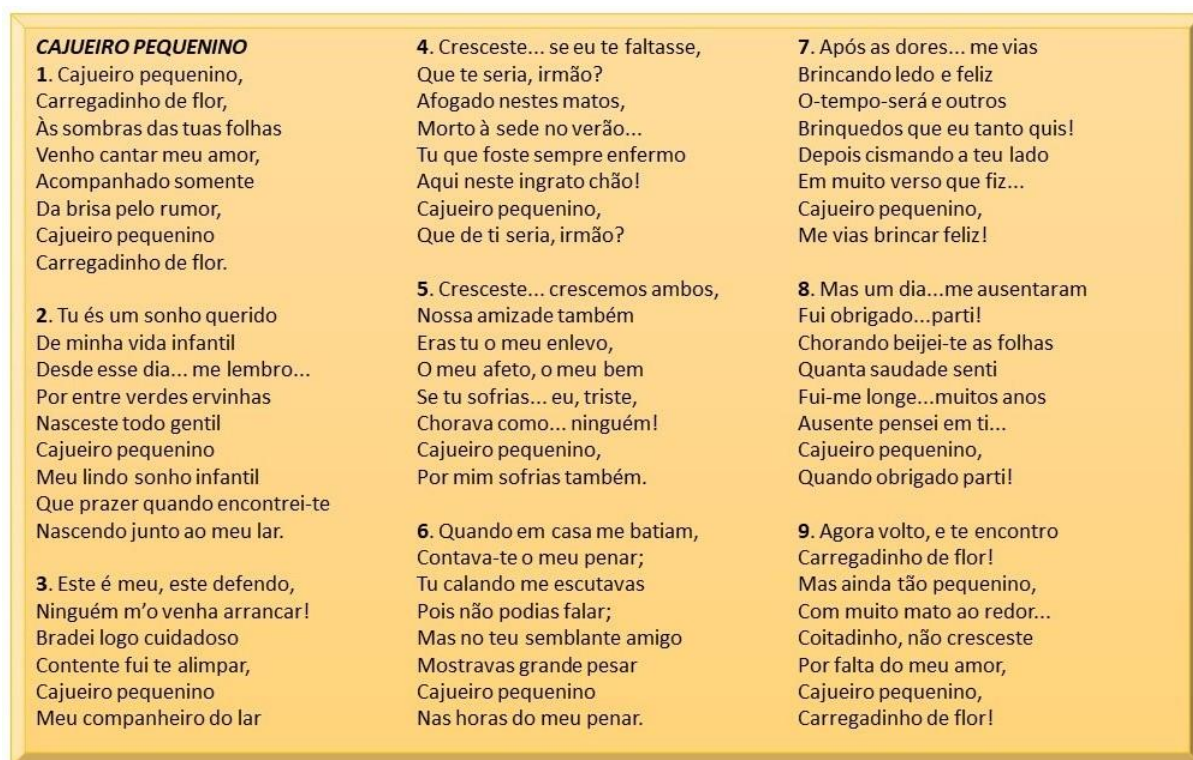 CAJUEIRO PEQUENINO
1. Cajueiro pequenino,
Carregadinho de flor,
Às sombras das tuas folhas
Venho cantar meu amor,
Acompanhado somente
Da brisa pelo rumor,
Cajueiro pequenino
Carregadinho de flor.
2. Tu és um sonho querido
De minha vida infantil
Desde esse dia... me lembro...
Por entre verdes ervinhas
Nasceste todo gentil
Cajueiro pequenino
Meu lindo sonho infantil
Que prazer quando encontrei-te
Nascendo junto ao meu lar.
3. Este é meu, este defendo,
Ninguém m’o venha arrancar!
Bradei logo cuidadoso
Contente fui te alimpar,
Cajueiro pequenino
Meu companheiro do lar
4. Cresceste... se eu te faltasse,
Que te seria, irmão?
Afogado nestes matos,
Morto à sede no verão...
Tu que foste sempre enfermo
Aqui neste ingrato chão!
Cajueiro pequenino,
Que de ti seria, irmão?
5. Cresceste... crescemos ambos,
Nossa amizade também
Eras tu o meu enlevo,
O meu afeto, o meu bem
Se tu sofrias... eu, triste,
Chorava como... ninguém!
Cajueiro pequenino,
Por mim sofrias também.
6. Quando em casa me batiam,
Contava-te o meu penar;
Tu calando me escutavas
Pois não podias falar;
Mas no teu semblante amigo
Mostravas grande pesar
Cajueiro pequenino
Nas horas do meu penar.
7. Após as dores... me vias
Brincando ledo e feliz
O-tempo-será e outros
Brinquedos que eu tanto quis!
Depois cismando a teu lado
Em muito verso que fiz...
Cajueiro pequenino,
Me vias brincar feliz!
8. Mas um dia...me ausentaram
Fui obrigado...parti!
Chorando beijei-te as folhas
Quanta saudade senti
Fui-me longe...muitos anos
Ausente pensei em ti...
Cajueiro pequenino,
Quando obrigado parti!
9. Agora volto, e te encontro
Carregadinho de flor!
Mas ainda tão pequenino,
Com muito mato ao redor...
Coitadinho, não cresceste
Por falta do meu amor,
Cajueiro pequenino,
Carregadinho de flor!